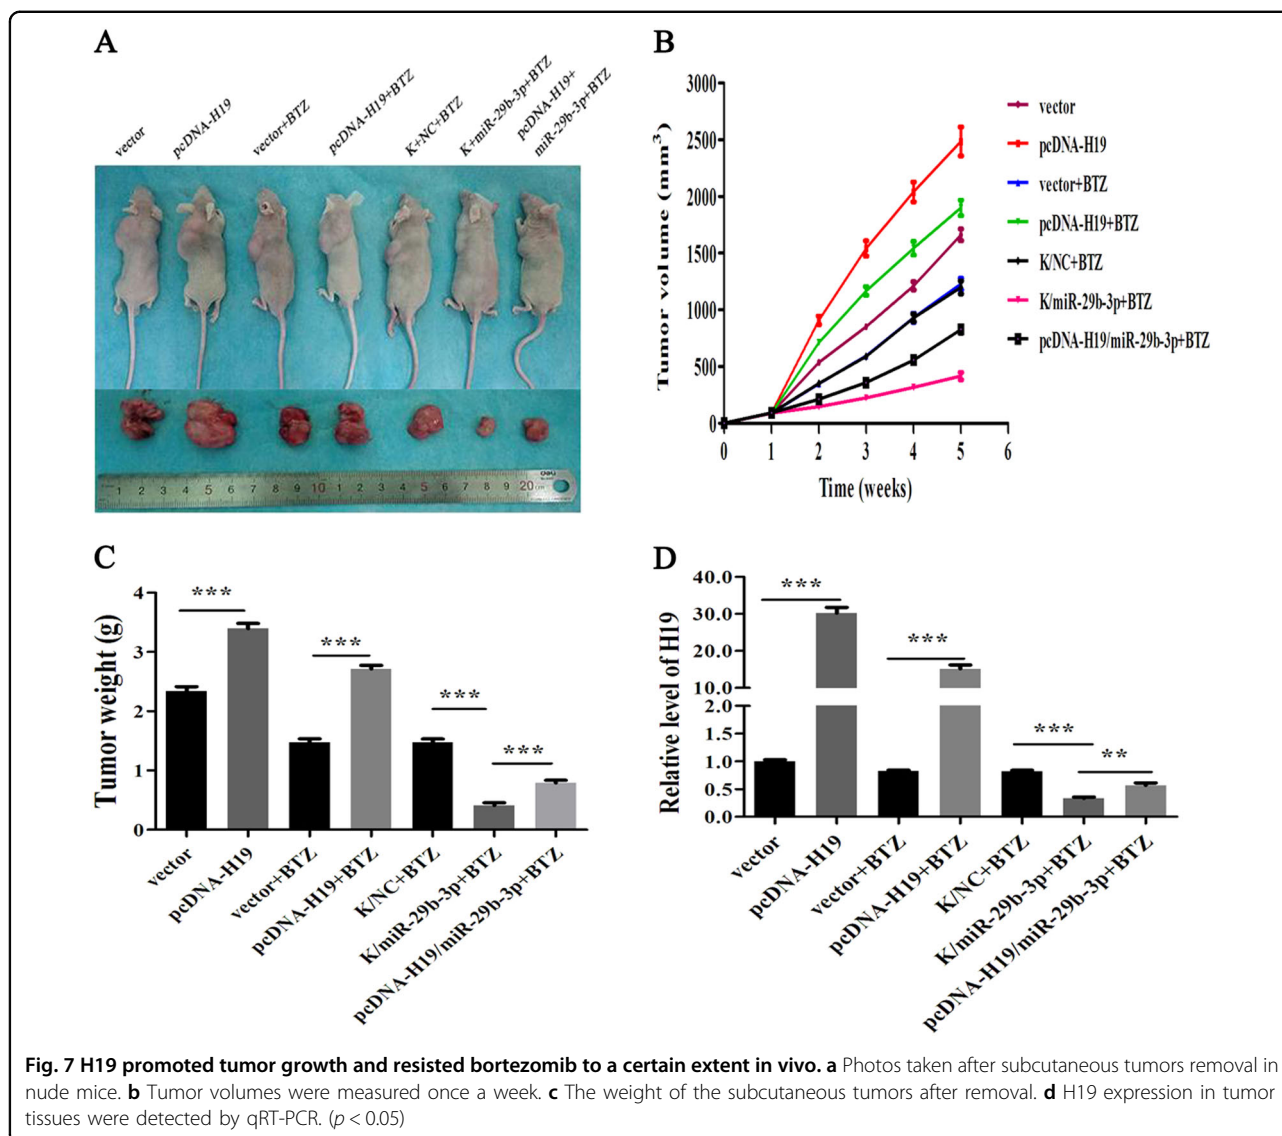 A
vector
pcDNA-H19
vector+BTZ
pcDNA-H19+BTZ
K+NC+BTZ
K+miR-29b-3p+BTZ
pcDNA-H19+
miR-29b-3p+BTZ
1 2 3 4 5 6 7 8 9 10 1 2 3 4 5 6 7 8 9 20 cm
deli
B
Tumor volume (mm³)
3000
2500
2000
1500
1000
500
0
0 1 2 3 4 5 6
Time (weeks)
vector
pcDNA-H19
vector+BTZ
pcDNA-H19+BTZ
K/NC+BTZ
K/miR-29b-3p+BTZ
pcDNA-H19/miR-29b-3p+BTZ
C
Tumor weight (g)
4
3
2
1
0
***
***
***
***
vector
pcDNA-H19
vector+BTZ
pcDNA-H19+BTZ
K/NC+BTZ
K/miR-29b-3p+BTZ
pcDNA-H19/miR-29b-3p+BTZ
D
Relative level of H19
40.0
30.0
20.0
10.0
2.0
1.5
1.0
0.5
0.0
***
***
***
**
vector
pcDNA-H19
vector+BTZ
pcDNA-H19+BTZ
K/NC+BTZ
K/miR-29b-3p+BTZ
pcDNA-H19/miR-29b-3p+BTZ
Fig. 7 H19 promoted tumor growth and resisted bortezomib to a certain extent in vivo. a Photos taken after subcutaneous tumors removal in
nude mice. b Tumor volumes were measured once a week. c The weight of the subcutaneous tumors after removal. d H19 expression in tumor
tissues were detected by qRT-PCR. (p < 0.05)